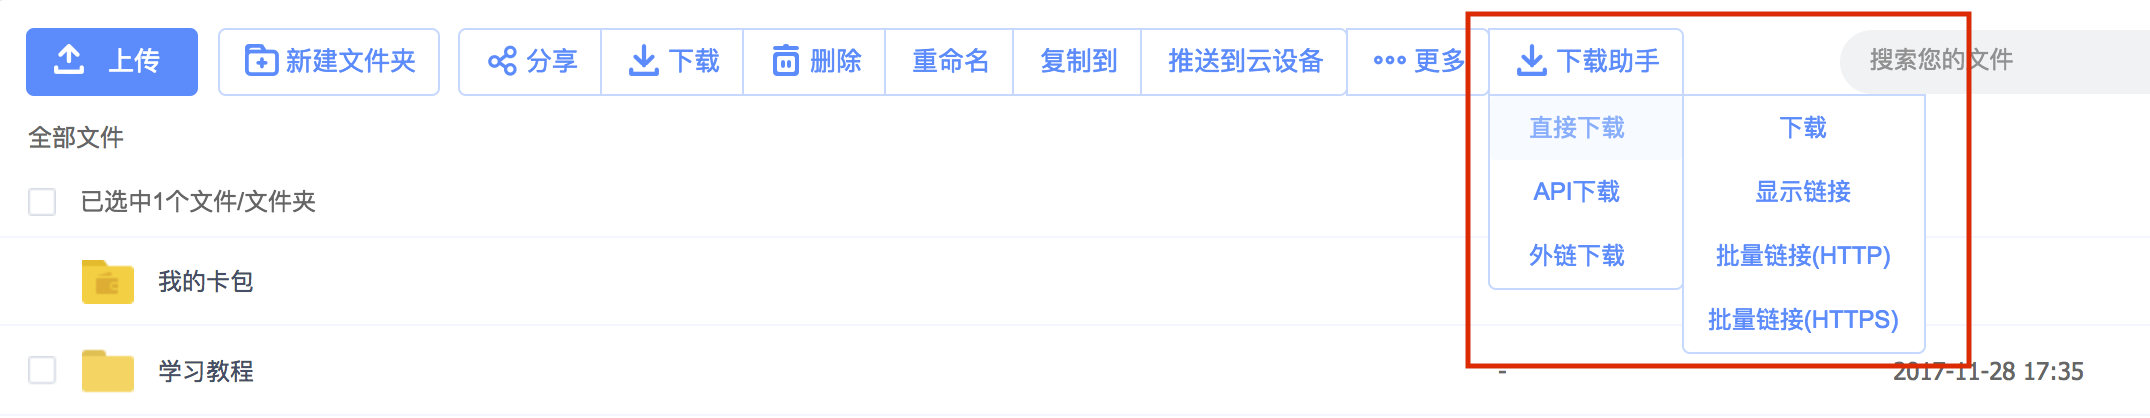 上传 新建文件夹 分享 下载 删除 重命名 复制到 推送到云设备 更多 下载助手 搜索您的文件
全部文件 直接下载 下载
已选中1个文件/文件夹 API下载 显示链接
我的卡包 外链下载 批量链接(HTTP)
批量链接(HTTPS)
学习教程 - 2017-11-28 17:35